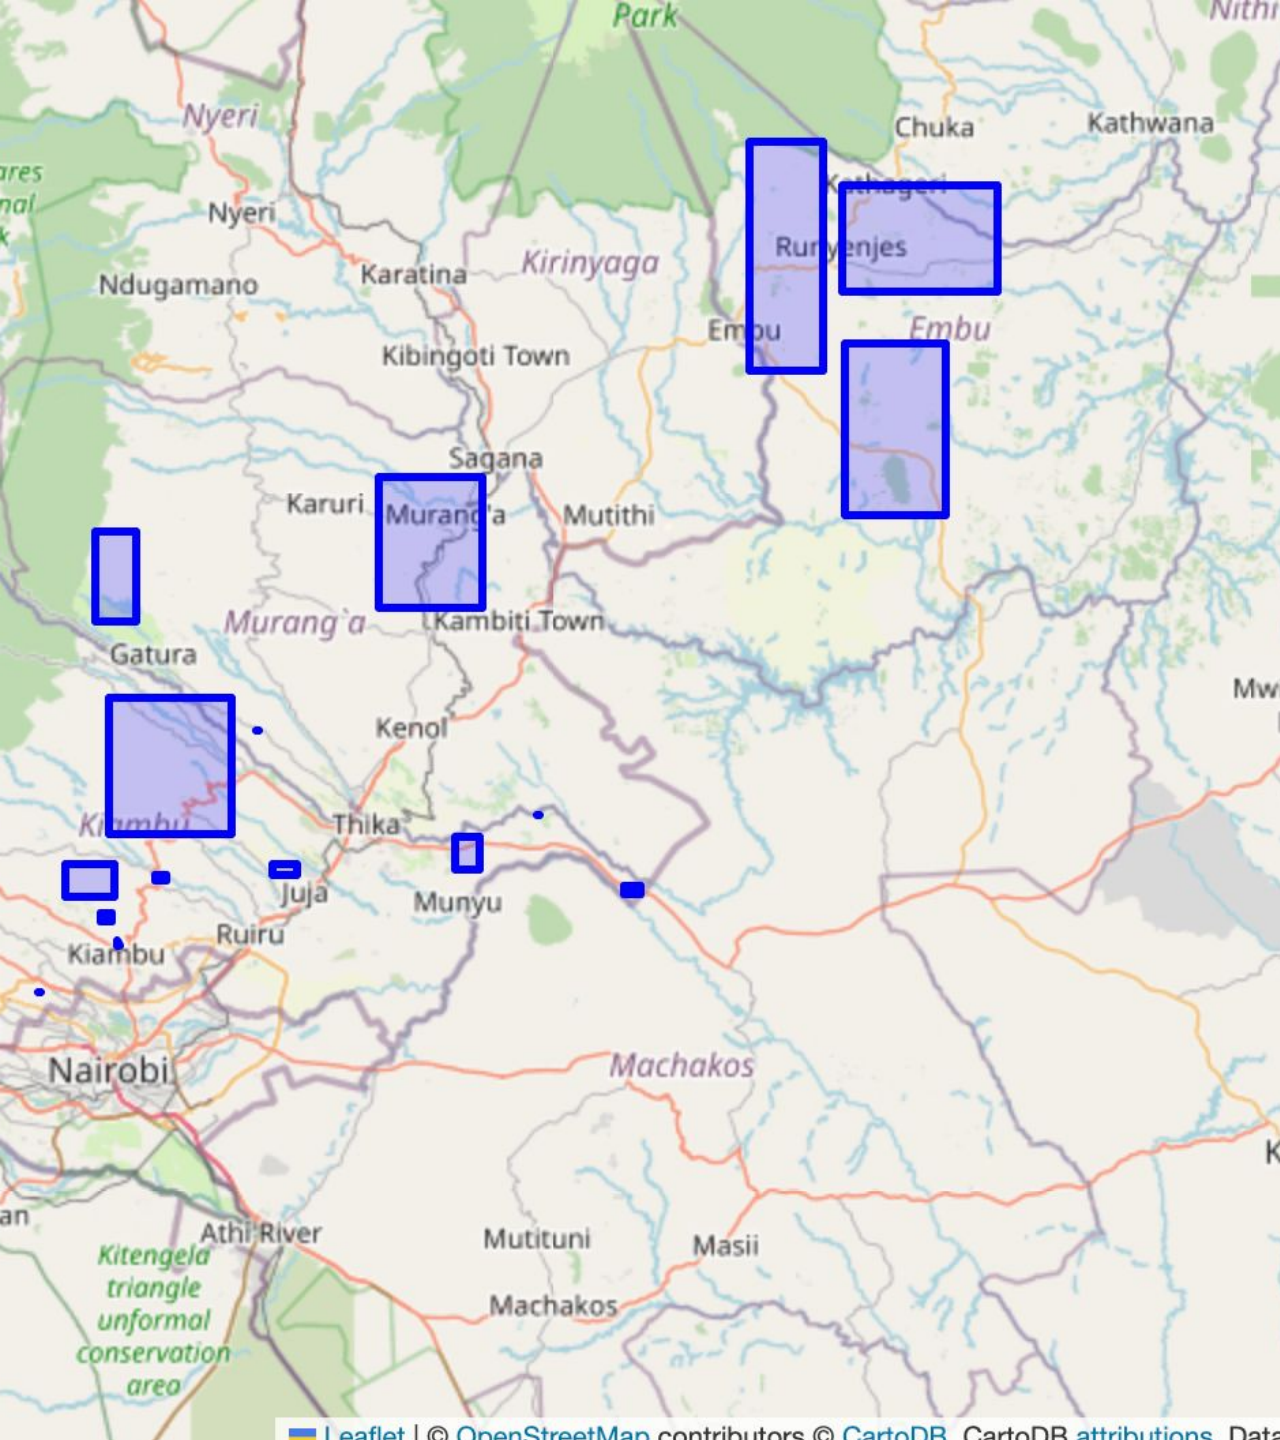 Park
Nithi
Chuka
Kathwana
Nyeri
ares
nal
k
Kathageri
Nyeri
Runyenjes
Kirinyaga
Karatina
Ndugamano
Embu
Embu
Kibingoti Town
Sagana
Karuri
Murang'a
Mutithi
Murang`a
Kambiti Town
Gatura
Mw
Kenol
Kiambu
Thika
Juja
Munyu
Ruiru
Kiambu
Nairobi
Machakos
K
an
Athi River
Mutituni
Masii
Kitengela
triangle
unformal
conservation
area
Machakos
Leaflet | © OpenStreetMap contributors © CartoDB, CartoDB attributions, Data